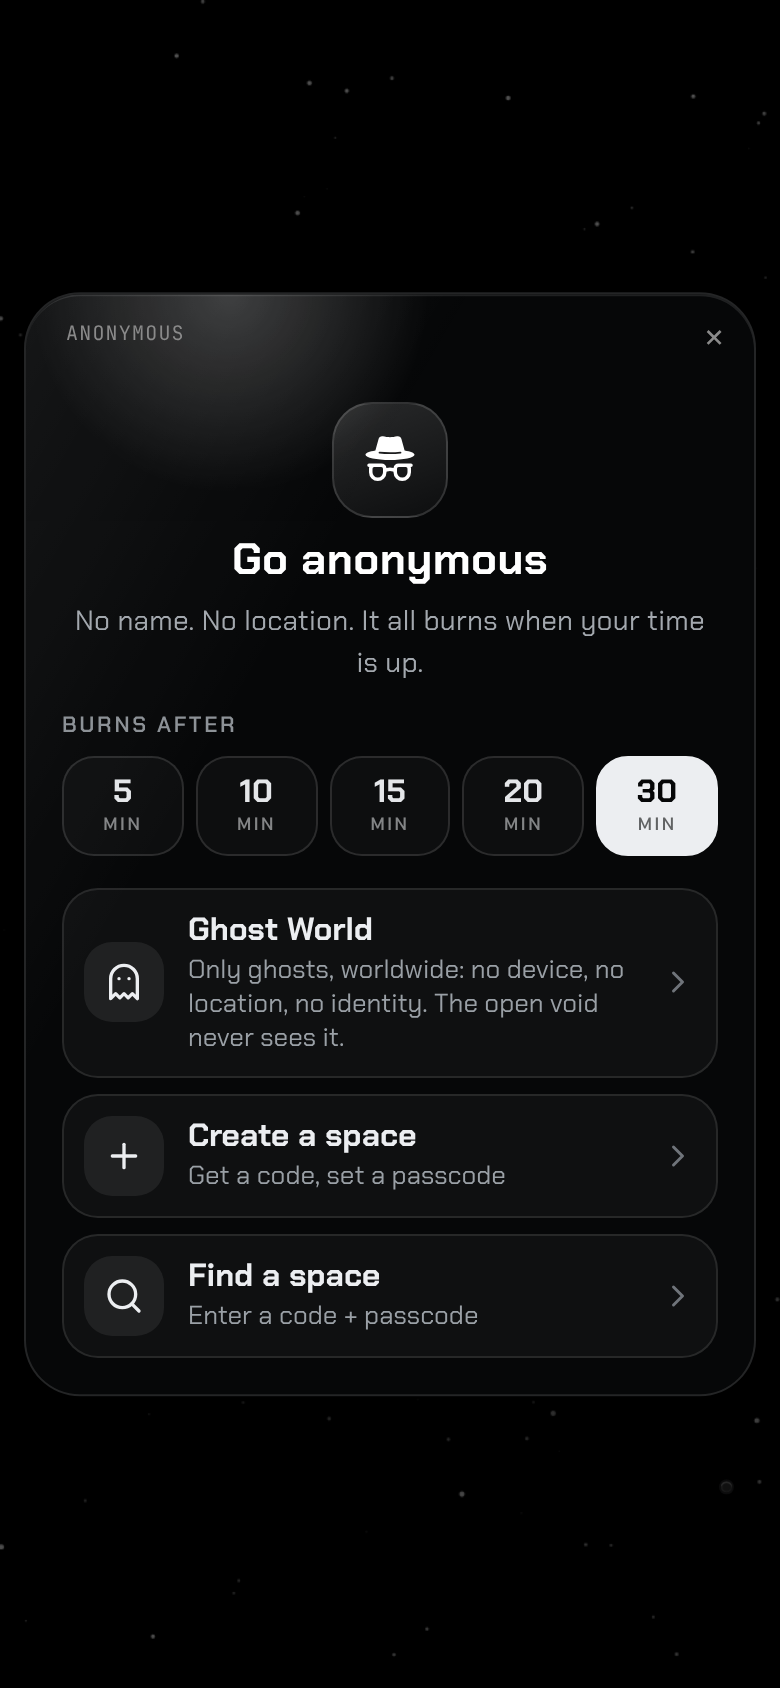 ANONYMOUS
Go anonymous
No name. No location. It all burns when your time
is up.
BURNS AFTER
5 10 15 20 30
MIN MIN MIN MIN MIN
Ghost World
Only ghosts, worldwide: no device, no
location, no identity. The open void
never sees it.
Create a space
Get a code, set a passcode
Find a space
Enter a code + passcode